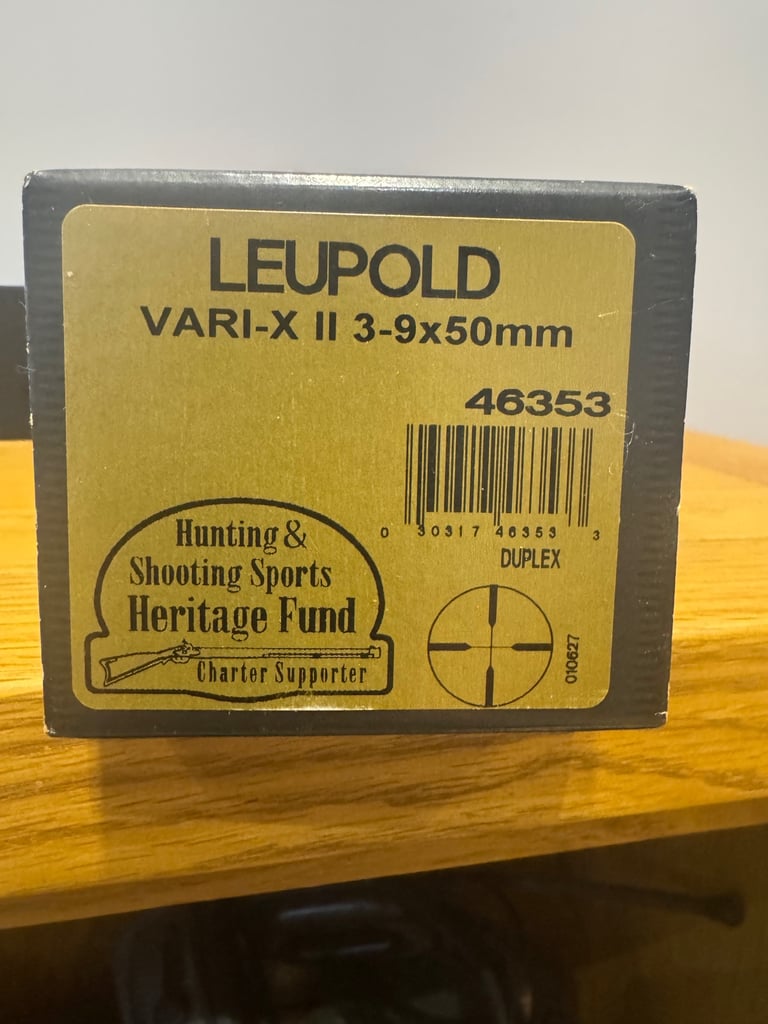 LEUPOLD
VARI-X II 3-9x50mm
46353
0 30317 46353 3
DUPLEX
Hunting &
Shooting Sports
Heritage Fund
Charter Supporter
010627